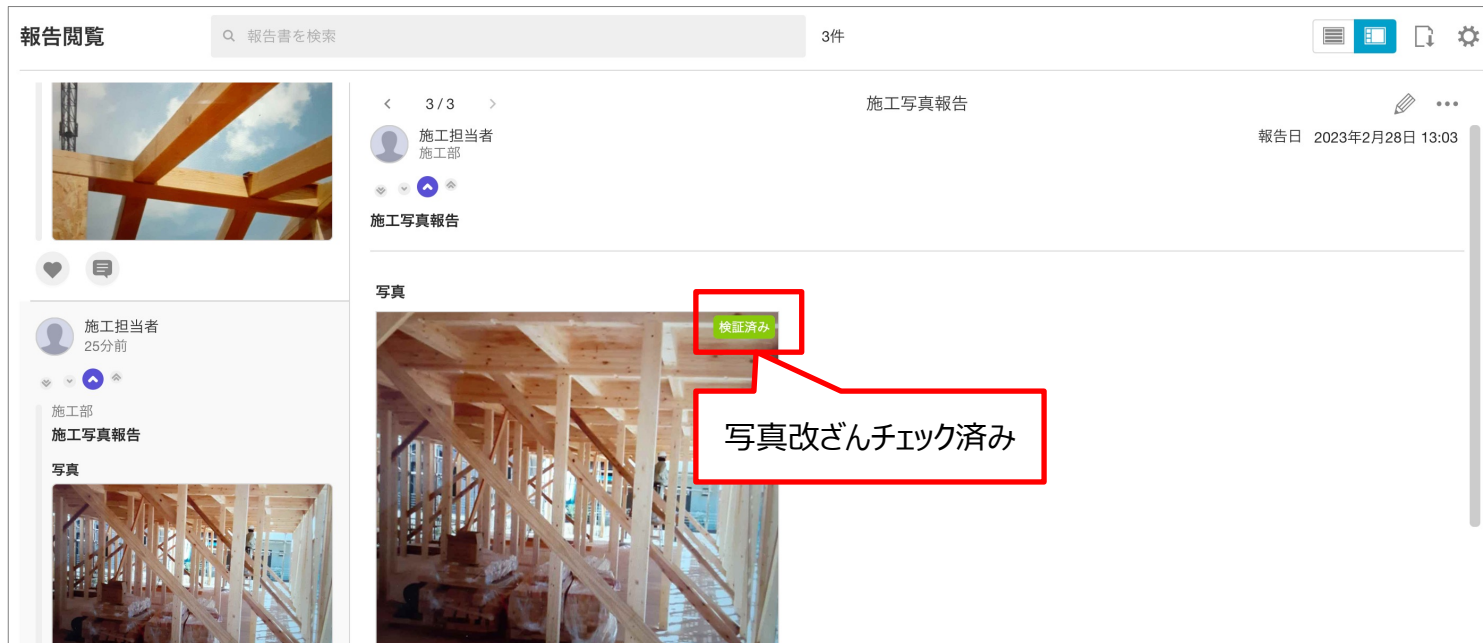 報告閲覧
報告書を検索
3件
施工担当者
25分前
施工部
施工写真報告
写真
3 / 3
施工写真報告
施工担当者
施工部
報告日 2023年2月28日 13:03
施工写真報告
写真
検証済み
写真改ざんチェック済み